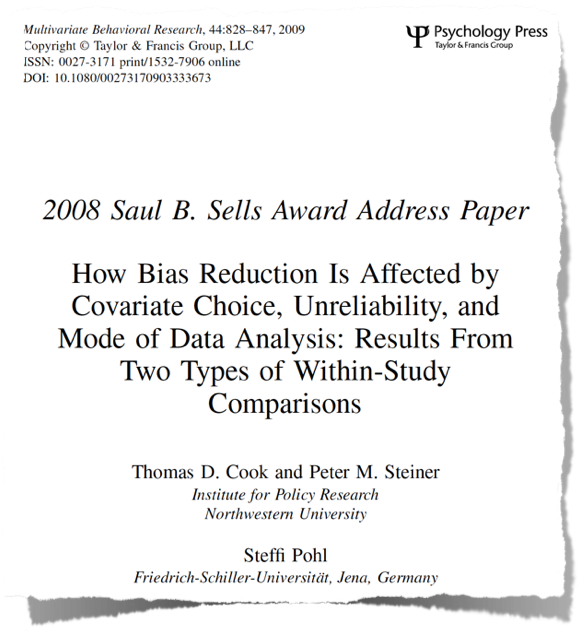 Multivariate Behavioral Research, 44:828–847, 2009
Copyright © Taylor & Francis Group, LLC
ISSN: 0027-3171 print/1532-7906 online
DOI: 10.1080/00273170903333673
Psychology Press
Taylor & Francis Group
2008 Saul B. Sells Award Address Paper
How Bias Reduction Is Affected by
Covariate Choice, Unreliability, and
Mode of Data Analysis: Results From
Two Types of Within-Study
Comparisons
Thomas D. Cook and Peter M. Steiner
Institute for Policy Research
Northwestern University
Steffi Pohl
Friedrich-Schiller-Universität, Jena, Germany